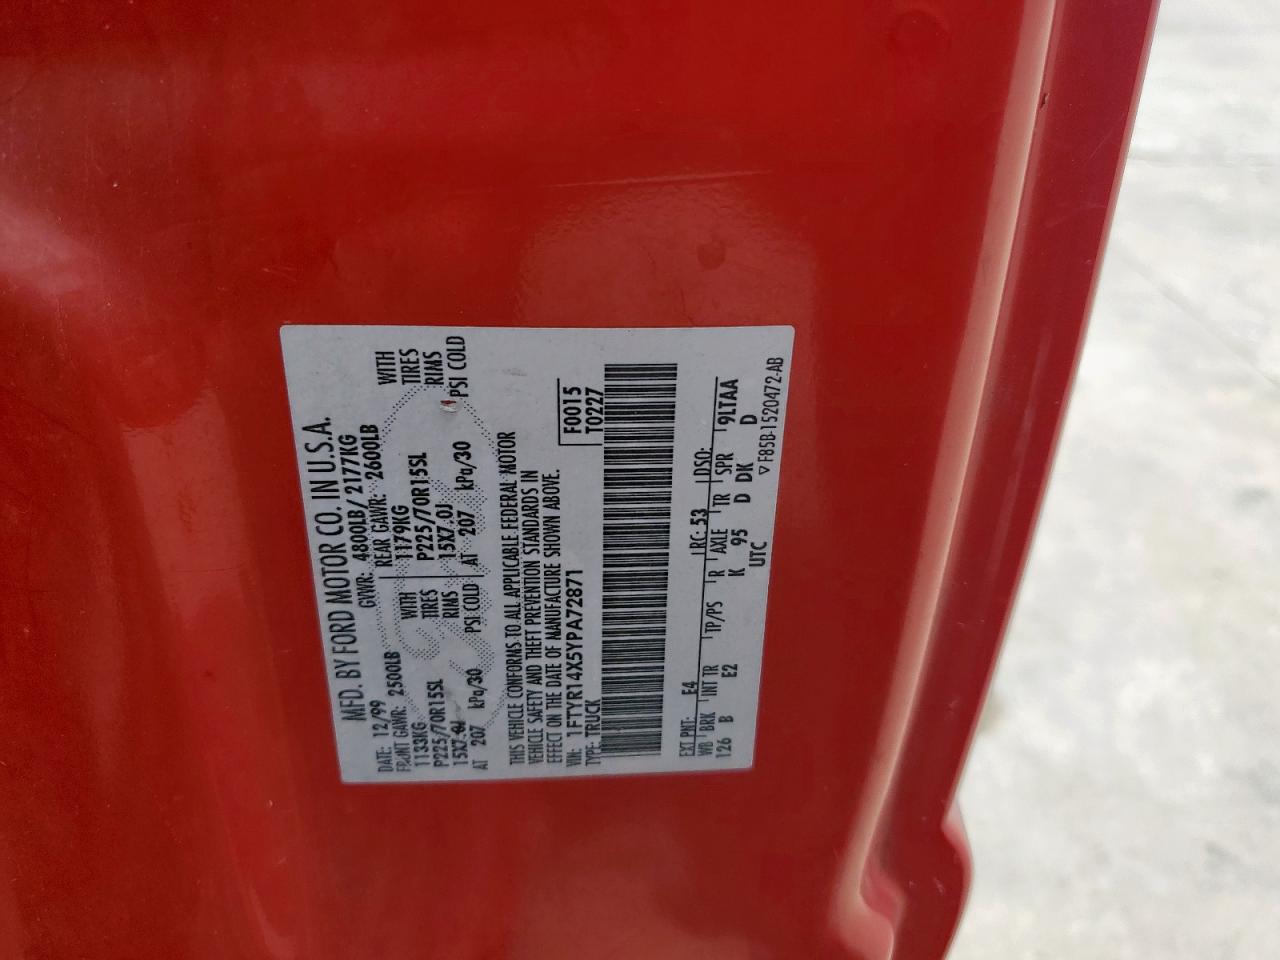 MFD. BY FORD MOTOR CO. IN U.S.A.
DATE: 12/99 GVWR: 4800LB/ 2177KG
FRONT GAWR: 2500LB REAR GAWR: 2600LB
1133KG WITH 1179KG WITH
P225/70R15SL TIRES P225/70R15SL TIRES
15X7.0J RIMS 15X7.0J RIMS
AT 207 kPa/30 PSI COLD AT 207 kPa/30 PSI COLD
THIS VEHICLE CONFORMS TO ALL APPLICABLE FEDERAL MOTOR
VEHICLE SAFETY AND THEFT PREVENTION STANDARDS IN
EFFECT ON THE DATE OF MANUFACTURE SHOWN ABOVE.
VIN: 1FTYR14X5YPA72871 F0015
TYPE: TRUCK T0227
EXT PNT: E4 RC: 53 DSO:
WB BRK INT TR TP/PS R AXLE TR SPR 9LTAA
126 B E2 K 95 D DK D
UTC ▽F85B-1520472-AB